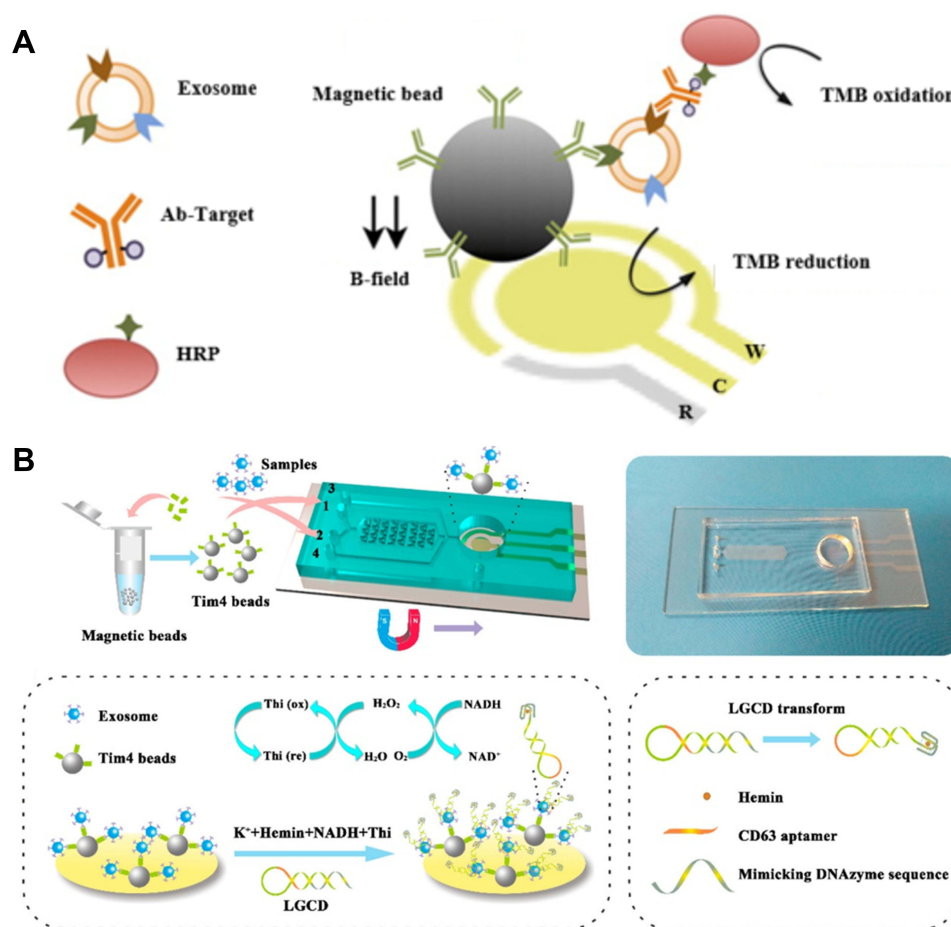 A
Exosome
Ab-Target
HRP
Magnetic bead
B-field
TMB oxidation
TMB reduction
W
C
R
B
Samples
3
1
2
4
Magnetic beads
Tim4 beads
S
N
Exosome
Tim4 beads
Thi (ox)
H₂O₂
NADH
Thi (re)
H₂O
O₂
NAD⁺
K⁺+Hemin+NADH+Thi
LGCD
LGCD transform
Hemin
CD63 aptamer
Mimicking DNAzyme sequence